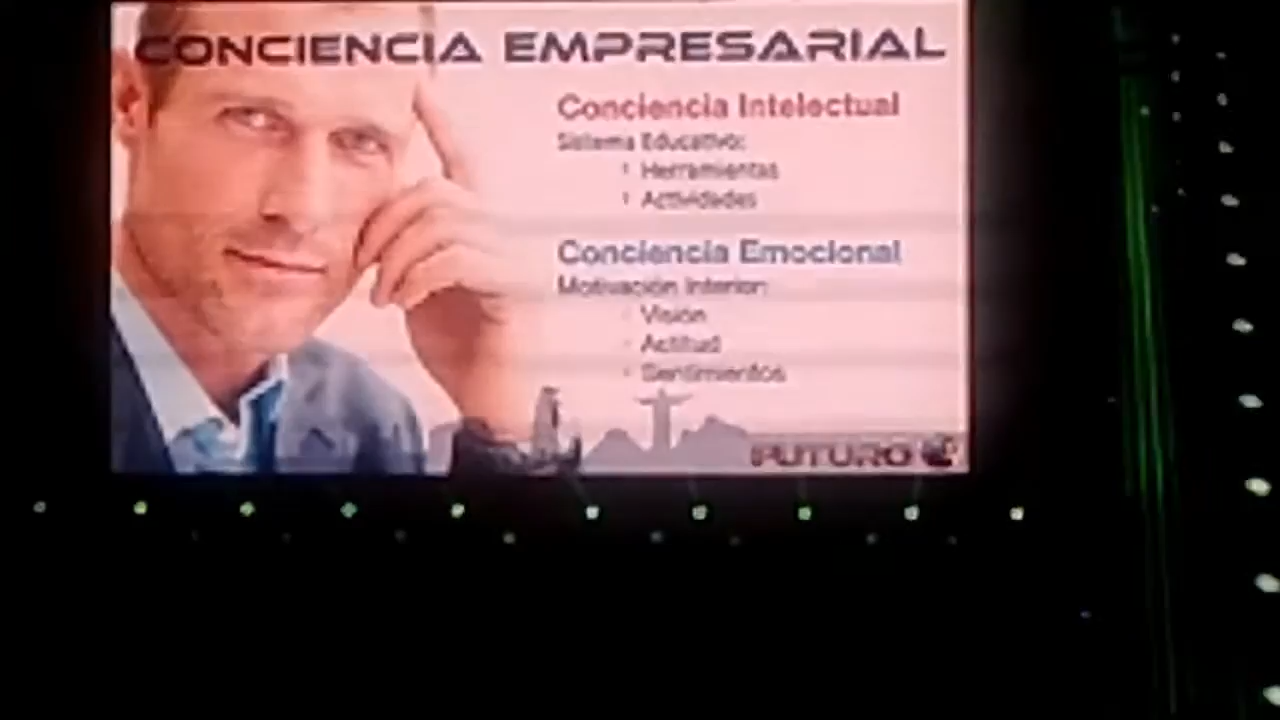 CONCIENCIA EMPRESARIAL
Conciencia Intelectual
Sistema Educativo:
Herramientas
Actividades
Conciencia Emocional
Motivación Interior:
Visión
Actitud
Sentimientos
FUTURO